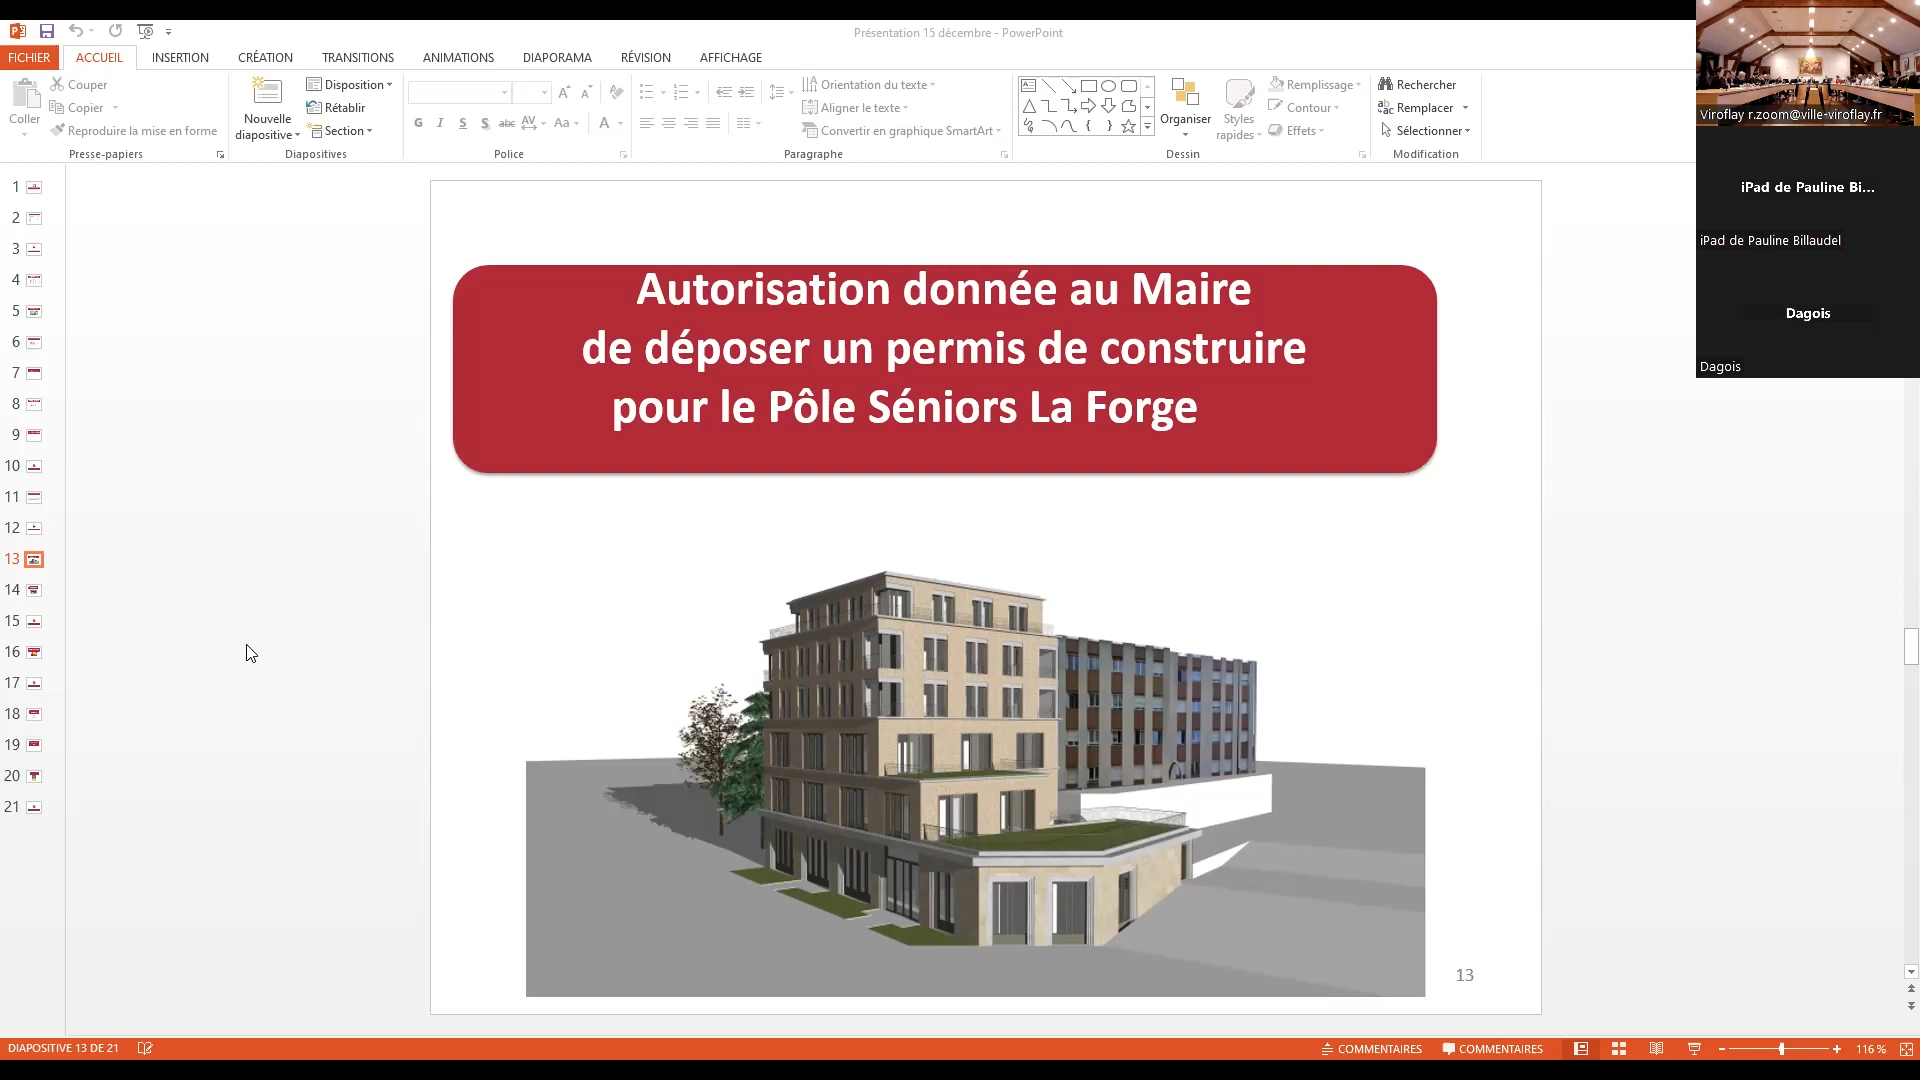 Présentation 15 décembre - PowerPoint
FICHIER
ACCUEIL
INSERTION
CRÉATION
TRANSITIONS
ANIMATIONS
DIAPORAMA
RÉVISION
AFFICHAGE
Coller
Couper
Copier
Reproduire la mise en forme
Presse-papiers
Nouvelle
diapositive
Disposition
Rétablir
Section
Diapositives
G I S S abc AV Aa A
Police
Orientation du texte
Aligner le texte
Convertir en graphique SmartArt
Paragraphe
Organiser
Styles
rapides
Remplissage
Contour
Effets
Dessin
Rechercher
Remplacer
Sélectionner
Modification
Viroflay r.zoom@ville-viroflay.fr
iPad de Pauline Bi...
iPad de Pauline Billaudel
Dagois
Dagois
1
2
3
4
5
6
7
8
9
10
11
12
13
14
15
16
17
18
19
20
21
Autorisation donnée au Maire
de déposer un permis de construire
pour le Pôle Séniors La Forge
13
DIAPOSITIVE 13 DE 21
COMMENTAIRES
COMMENTAIRES
116 %